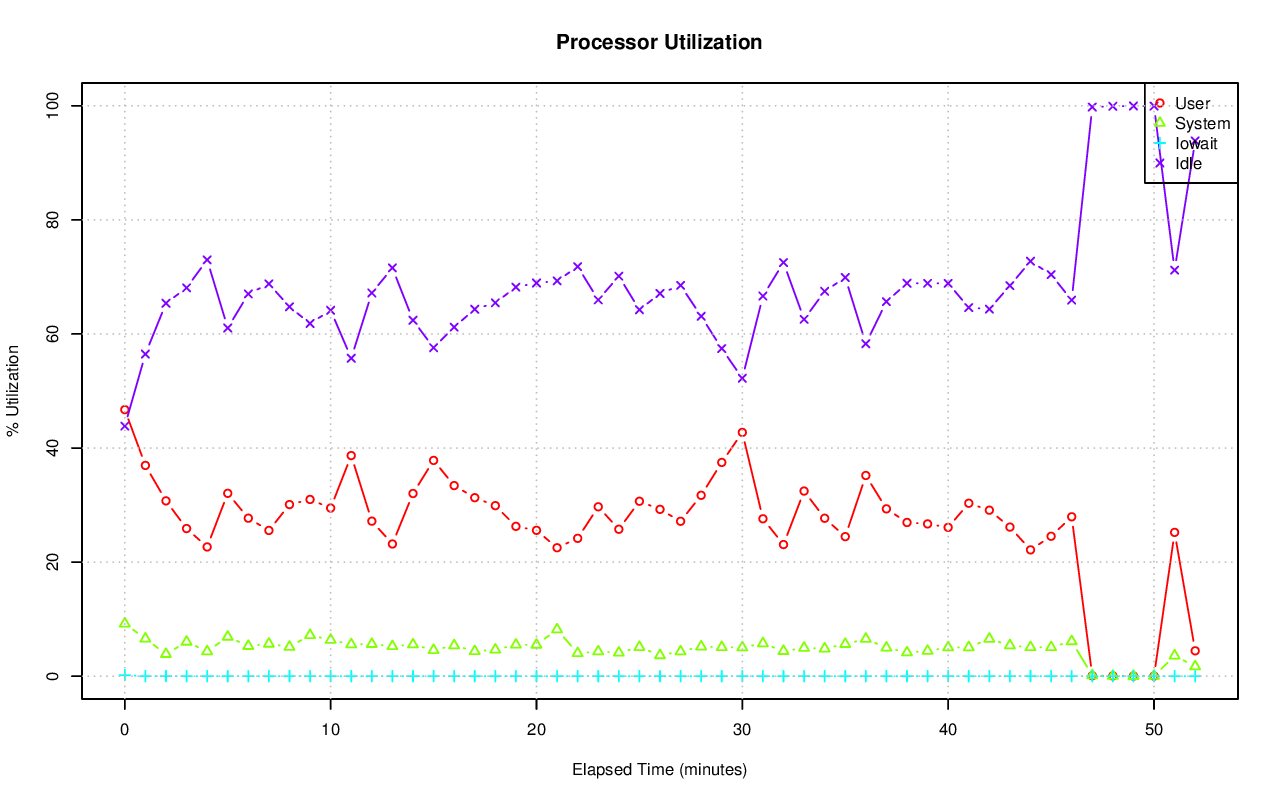 Processor Utilization
% Utilization
100
80
60
40
20
0
User
System
Iowait
Idle
0 10 20 30 40 50
Elapsed Time (minutes)